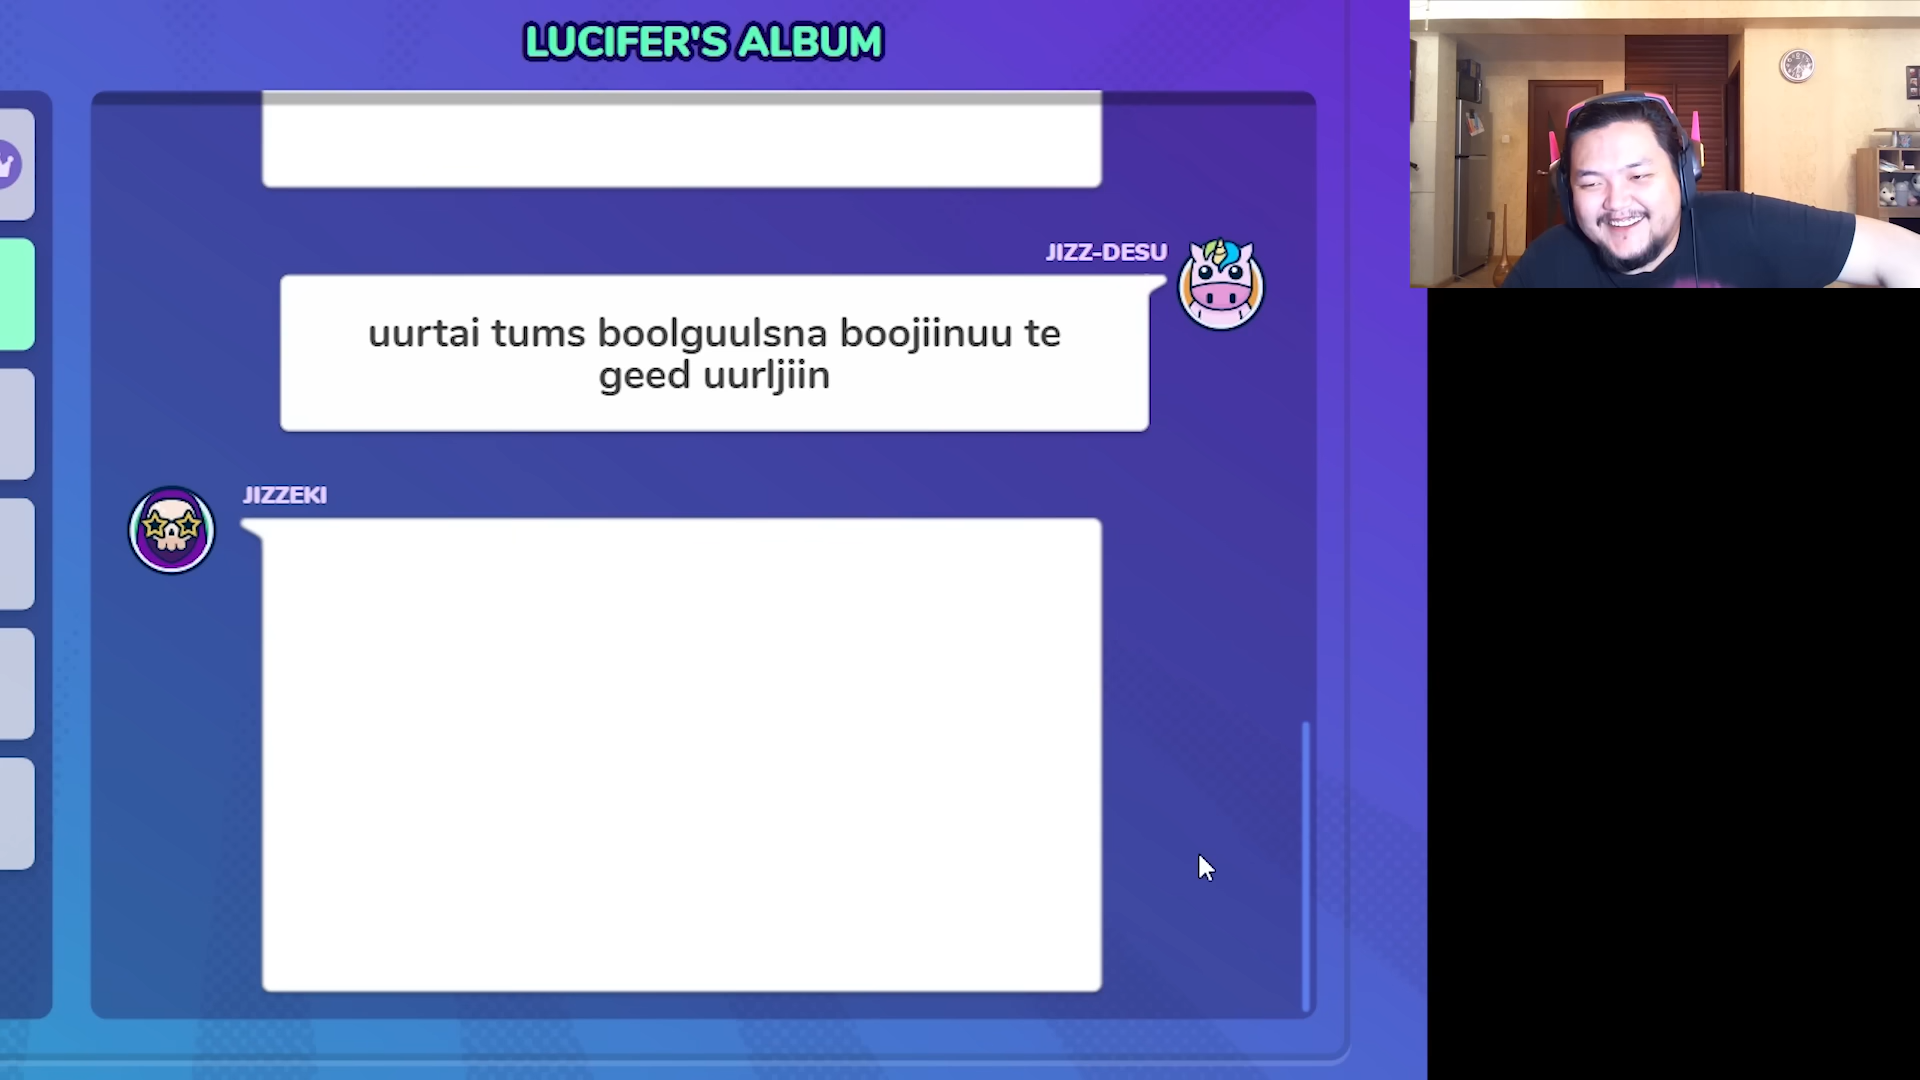 LUCIFER'S ALBUM
JIZZ-DESU
uurtai tums boolguulsna boojiinuu te
geed uurljiin
JIZZEKI